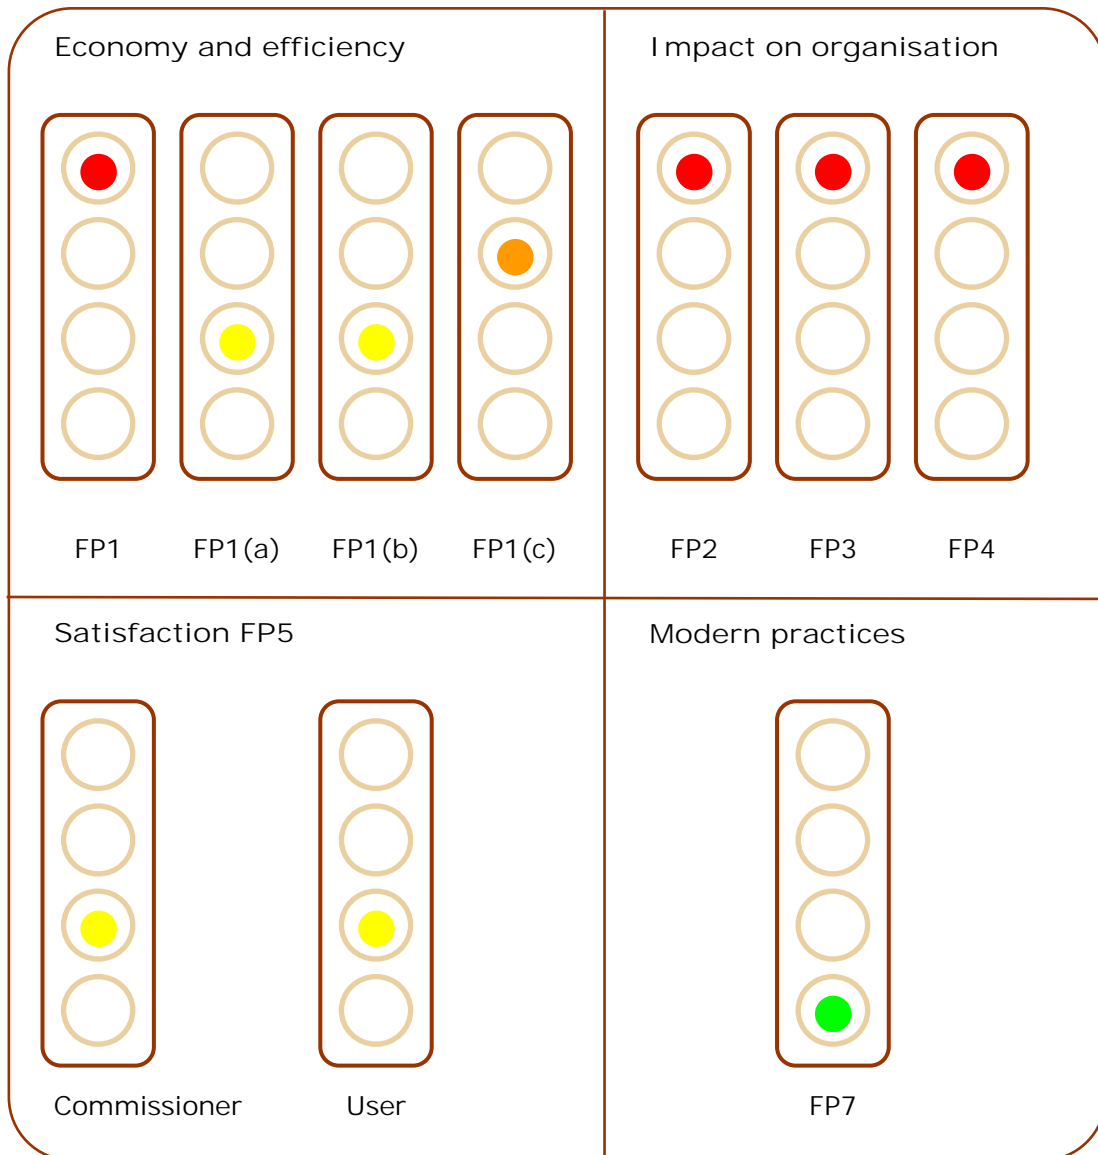 Economy and efficiency
Impact on organisation
FP1 FP1(a) FP1(b) FP1(c)
FP2 FP3 FP4
Satisfaction FP5
Modern practices
Commissioner User
FP7